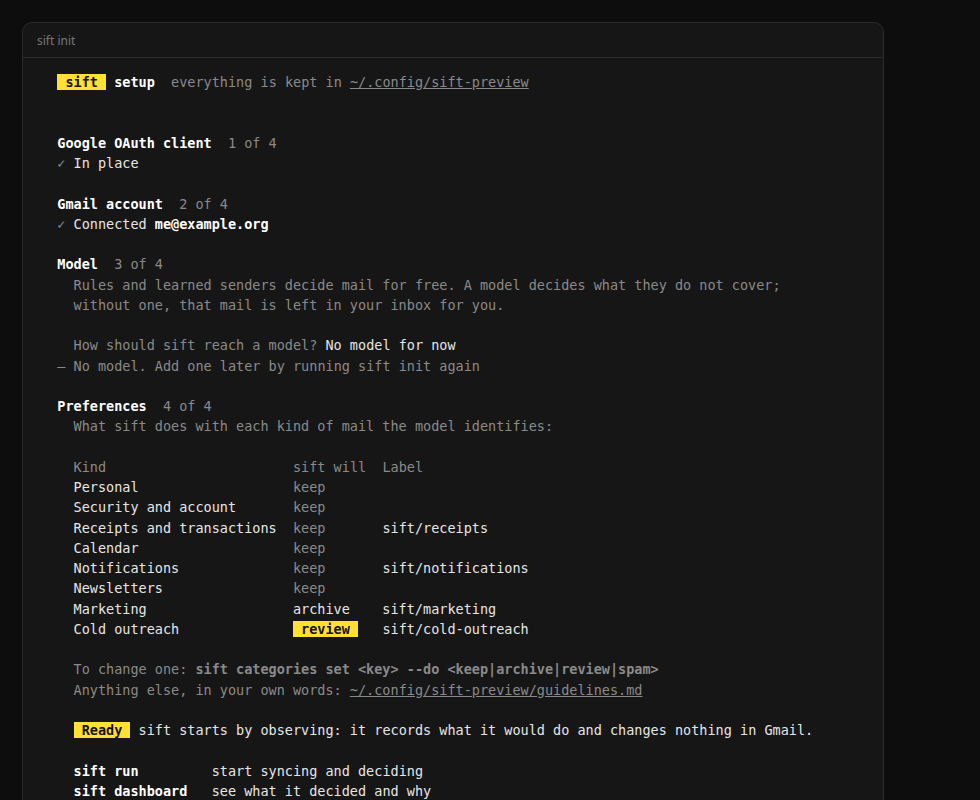 sift init
sift setup everything is kept in ~/.config/sift-preview
Google OAuth client 1 of 4
✓ In place
Gmail account 2 of 4
✓ Connected me@example.org
Model 3 of 4
Rules and learned senders decide mail for free. A model decides what they do not cover;
without one, that mail is left in your inbox for you.
How should sift reach a model? No model for now
– No model. Add one later by running sift init again
Preferences 4 of 4
What sift does with each kind of mail the model identifies:
Kind sift will Label
Personal keep
Security and account keep
Receipts and transactions keep sift/receipts
Calendar keep
Notifications keep sift/notifications
Newsletters keep
Marketing archive sift/marketing
Cold outreach review sift/cold-outreach
To change one: sift categories set <key> --do <keep|archive|review|spam>
Anything else, in your own words: ~/.config/sift-preview/guidelines.md
Ready sift starts by observing: it records what it would do and changes nothing in Gmail.
sift run start syncing and deciding
sift dashboard see what it decided and why